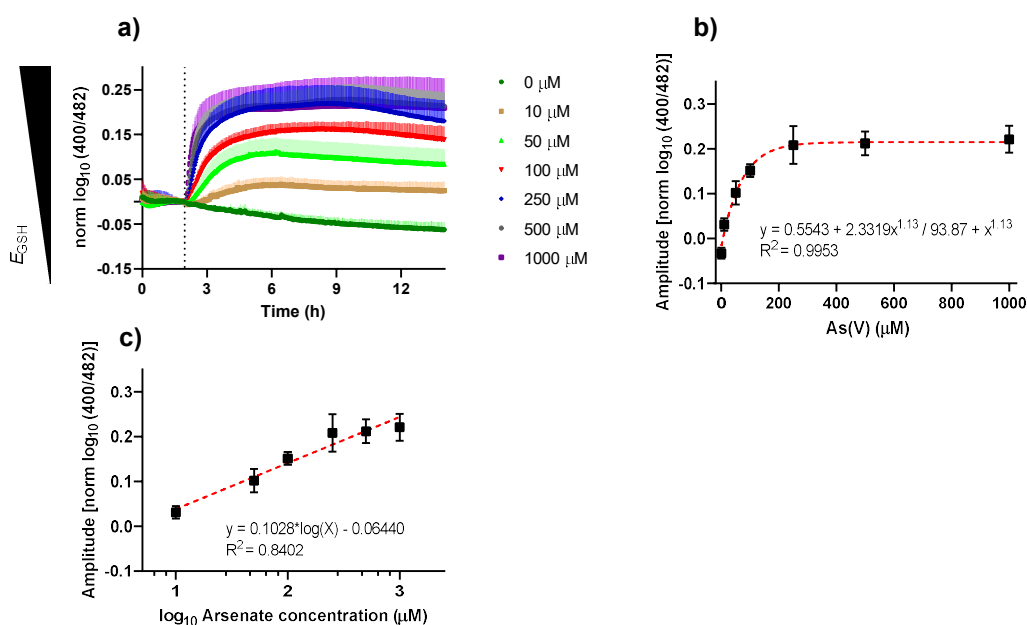 a)
E_GSH
norm log₁₀ (400/482)
0.25
0.15
0.05
-0.05
-0.15
0
3
6
9
12
Time (h)
0 µM
10 µM
50 µM
100 µM
250 µM
500 µM
1000 µM
b)
Amplitude [norm log₁₀ (400/482)]
0.3
0.2
0.1
0.0
-0.1
0
200
400
600
800
1000
As(V) (µM)
y = 0.5543 + 2.3319x^1.13 / 93.87 + x^1.13
R² = 0.9953
c)
Amplitude [norm log₁₀ (400/482)]
0.3
0.2
0.1
0.0
-0.1
1
2
3
log₁₀ Arsenate concentration (µM)
y = 0.1028*log(X) - 0.06440
R² = 0.8402